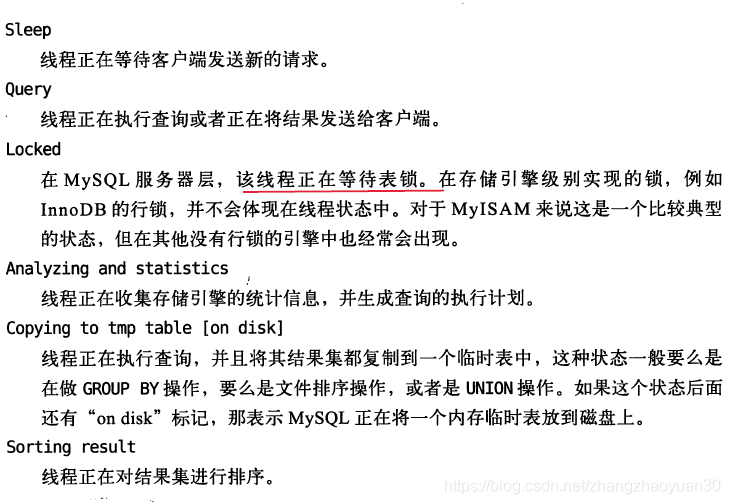 Sleep
线程正在等待客户端发送新的请求。
Query
线程正在执行查询或者正在将结果发送给客户端。
Locked
在 MySQL 服务器层，该线程正在等待表锁。在存储引擎级别实现的锁，例如
InnoDB 的行锁，并不会体现在线程状态中。对于 MyISAM 来说这是一个比较典型
的状态，但在其他没有行锁的引擎中也经常会出现。
Analyzing and statistics
线程正在收集存储引擎的统计信息，并生成查询的执行计划。
Copying to tmp table [on disk]
线程正在执行查询，并且将其结果集都复制到一个临时表中，这种状态一般要么是
在做 GROUP BY 操作，要么是文件排序操作，或者是 UNION 操作。如果这个状态后面
还有“on disk”标记，那表示 MySQL 正在将一个内存临时表放到磁盘上。
Sorting result
线程正在对结果集进行排序。
https://blog.csdn.net/zhangzhaoyuan30